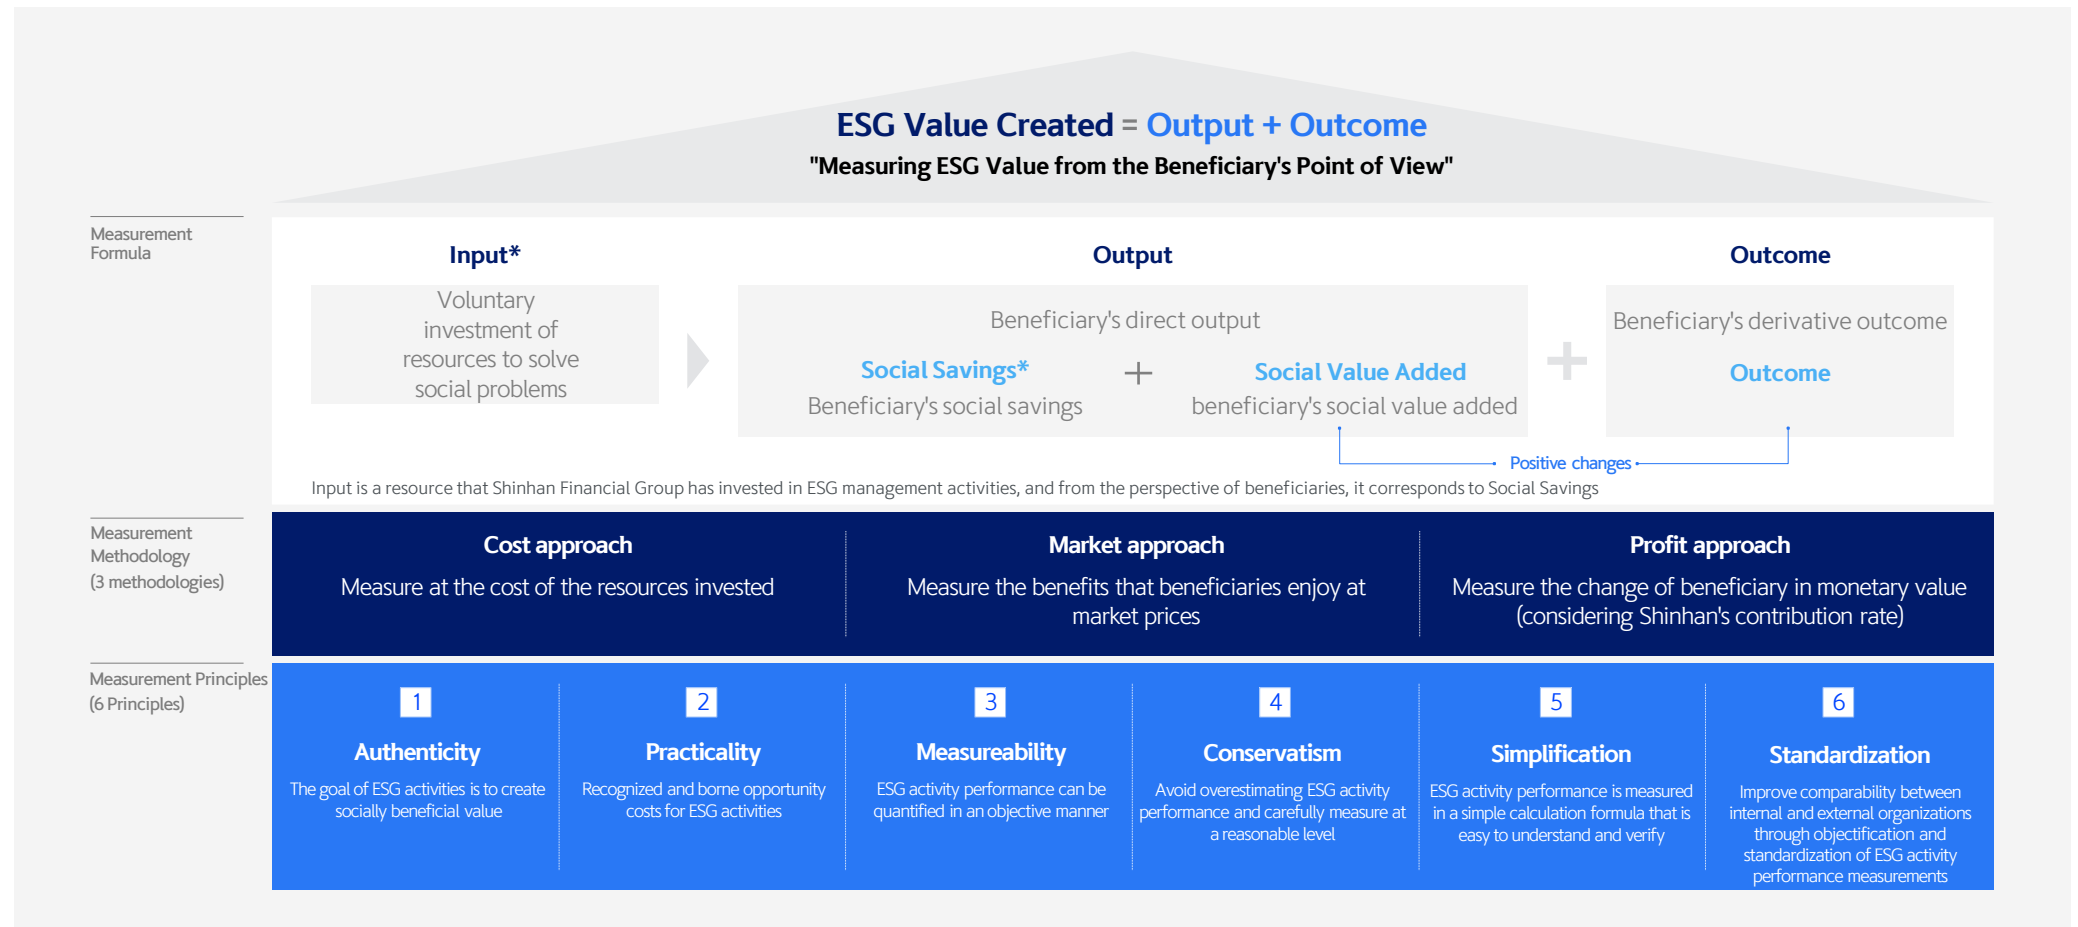 ESG Value Created = Output + Outcome
"Measuring ESG Value from the Beneficiary's Point of View"
Measurement
Formula
Input*
Voluntary
investment of
resources to solve
social problems
Output
Beneficiary's direct output
Social Savings*
Beneficiary's social savings
+
Social Value Added
beneficiary's social value added
+
Outcome
Beneficiary's derivative outcome
Outcome
Positive changes
Input is a resource that Shinhan Financial Group has invested in ESG management activities, and from the perspective of beneficiaries, it corresponds to Social Savings
Measurement
Methodology
(3 methodologies)
Cost approach
Measure at the cost of the resources invested
Market approach
Measure the benefits that beneficiaries enjoy at
market prices
Profit approach
Measure the change of beneficiary in monetary value
(considering Shinhan's contribution rate)
Measurement Principles
(6 Principles)
1
Authenticity
The goal of ESG activities is to create
socially beneficial value
2
Practicality
Recognized and borne opportunity
costs for ESG activities
3
Measureability
ESG activity performance can be
quantified in an objective manner
4
Conservatism
Avoid overestimating ESG activity
performance and carefully measure at
a reasonable level
5
Simplification
ESG activity performance is measured
in a simple calculation formula that is
easy to understand and verify
6
Standardization
Improve comparability between
internal and external organizations
through objectification and
standardization of ESG activity
performance measurements